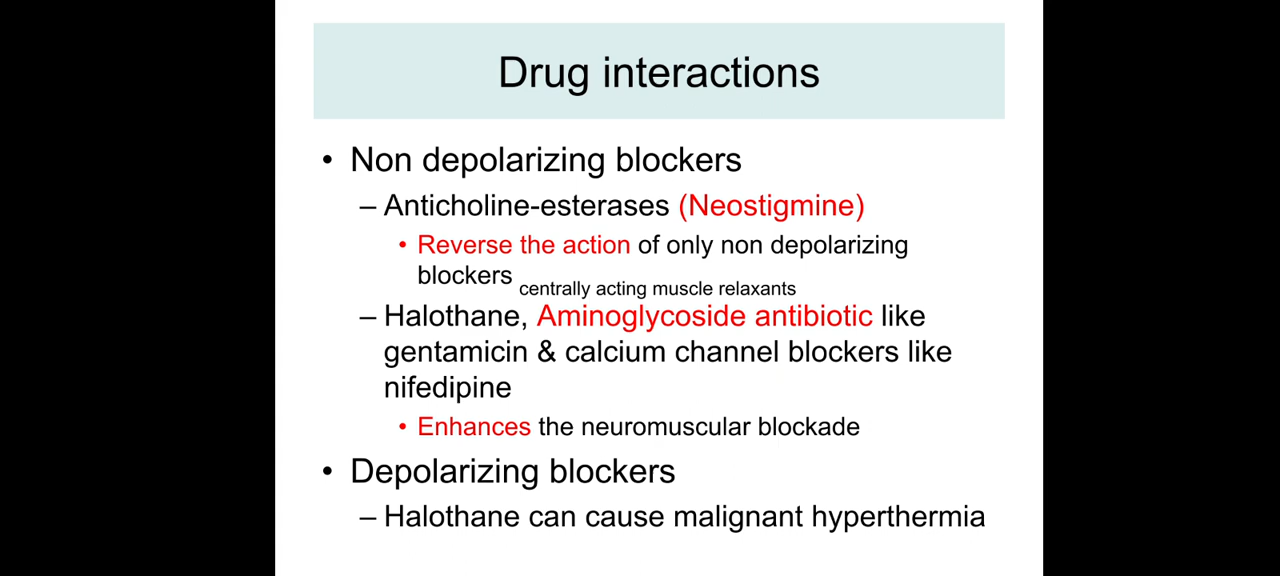 Drug interactions
• Non depolarizing blockers
– Anticholine-esterases (Neostigmine)
• Reverse the action of only non depolarizing
blockers
centrally acting muscle relaxants
– Halothane, Aminoglycoside antibiotic like
gentamicin & calcium channel blockers like
nifedipine
• Enhances the neuromuscular blockade
• Depolarizing blockers
– Halothane can cause malignant hyperthermia